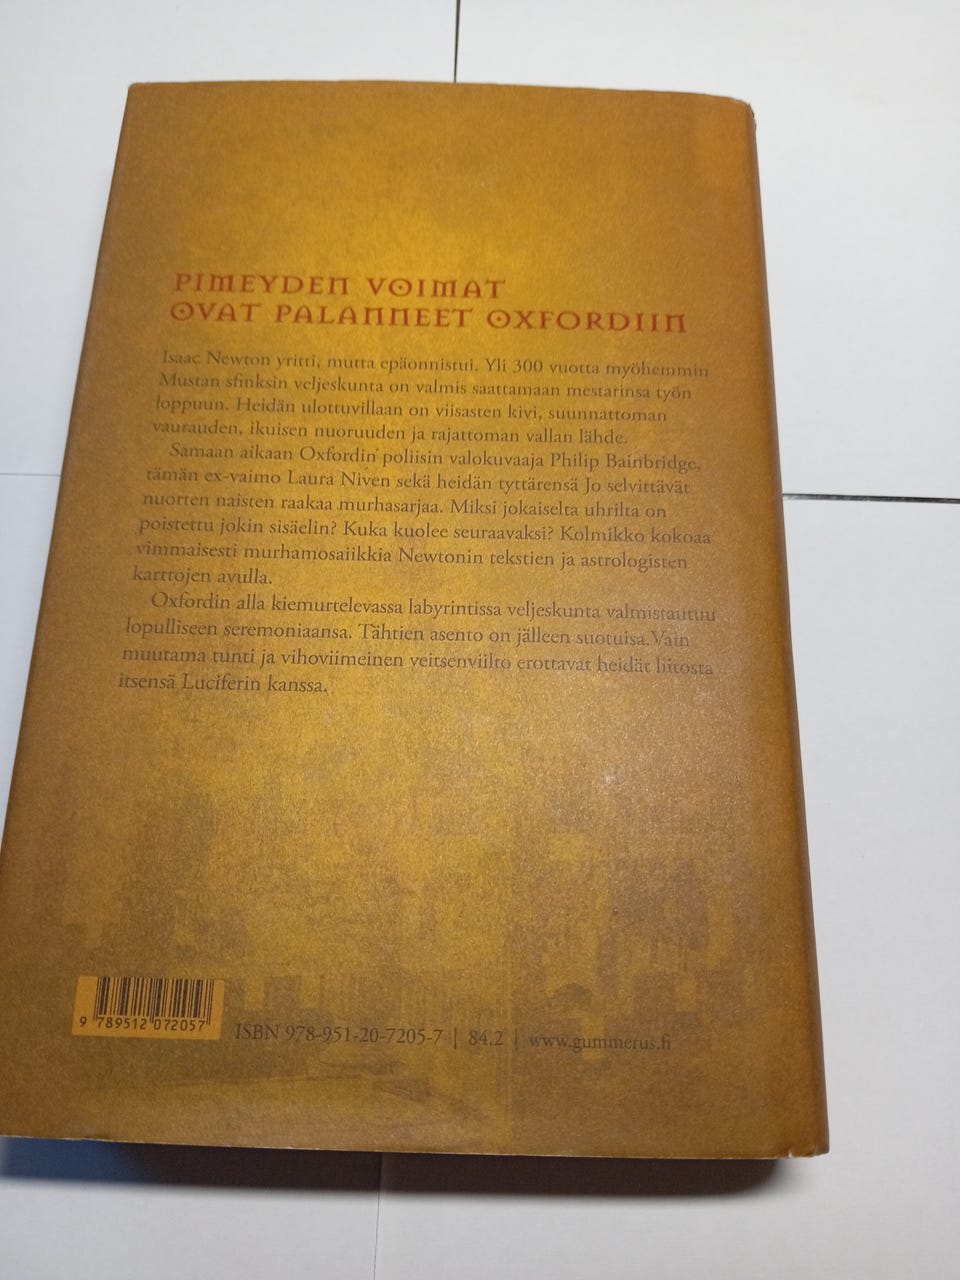 PIMEYDEN VOIMAT
OVAT PALANNEET OXFORDIIN
Isaac Newton yritti, mutta epäonnistui. Yli 300 vuotta myöhemmin
Mustan sfinksin veljeskunta on valmis saattamaan mestarinsa työn
loppuun. Heidän ulottuvillaan on viisasten kivi, suunnattoman
vaurauden, ikuisen nuoruuden ja rajattoman vallan lähde.
Samaan aikaan Oxfordin poliisin valokuvaaja Philip Bainbridge,
tämän ex-vaimo Laura Niven sekä heidän tyttärensä Jo selvittävät
nuorten naisten raakaa murhasarjaa. Miksi jokaiselta uhrilta on
poistettu jokin sisäelin? Kuka kuolee seuraavaksi? Kolmikko kokoaa
vimmaisesti murhamosaiikkia Newtonin tekstien ja astrologisten
karttojen avulla.
Oxfordin alla kiemurtelevassa labyrintissa veljeskunta valmistautuu
lopulliseen seremoniaansa. Tähtien asento on jälleen suotuisa.Vain
muutama tunti ja vihoviimeinen veitsenviilto erottavat heidät liitosta
itsensä Luciferin kanssa.
9 789512 072057
ISBN 978-951-20-7205-7 | 84.2 | www.gummerus.fi